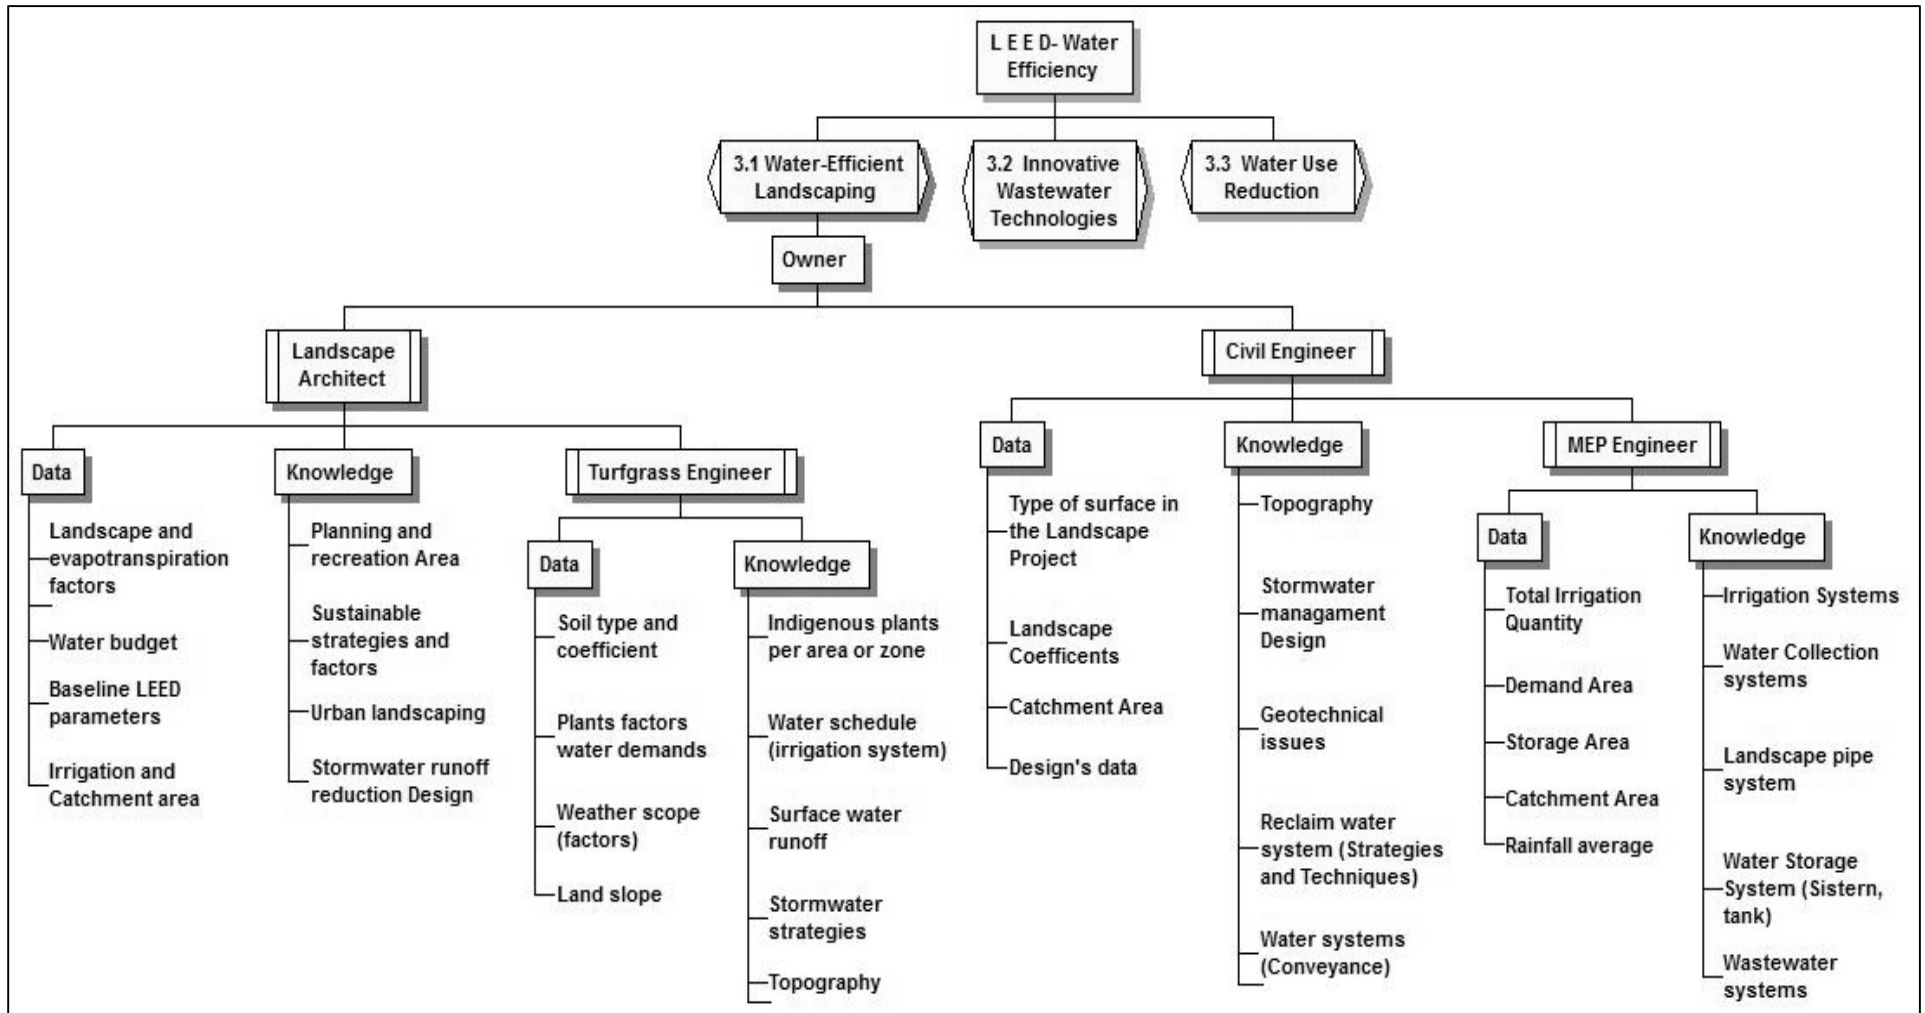 L E E D- Water
Efficiency
3.1 Water-Efficient
Landscaping
3.2 Innovative
Wastewater
Technologies
3.3 Water Use
Reduction
Owner
Landscape
Architect
Civil Engineer
Data
Knowledge
Turfgrass Engineer
Data
Knowledge
MEP Engineer
Landscape and
evapotranspiration
factors
Water budget
Baseline LEED
parameters
Irrigation and
Catchment area
Planning and
recreation Area
Sustainable
strategies and
factors
Urban landscaping
Stormwater runoff
reduction Design
Data
Knowledge
Soil type and
coefficient
Plants factors
water demands
Weather scope
(factors)
Land slope
Indigenous plants
per area or zone
Water schedule
(irrigation system)
Surface water
runoff
Stormwater
strategies
Topography
Type of surface in
the Landscape
Project
Landscape
Coefficents
Catchment Area
Design's data
Topography
Stormwater
managament
Design
Geotechnical
issues
Reclaim water
system (Strategies
and Techniques)
Water systems
(Conveyance)
Data
Knowledge
Total Irrigation
Quantity
Demand Area
Storage Area
Catchment Area
Rainfall average
Irrigation Systems
Water Collection
systems
Landscape pipe
system
Water Storage
System (Sistern,
tank)
Wastewater
systems